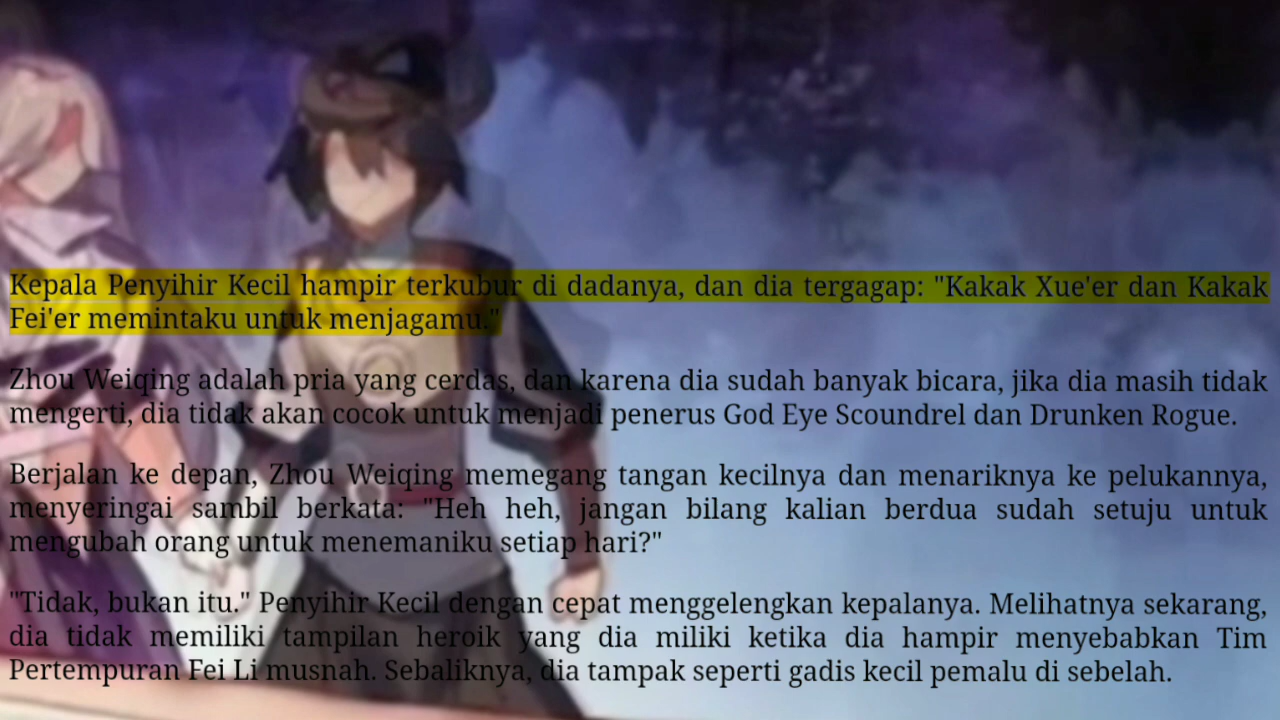 Kepala Penyihir Kecil hampir terkubur di dadanya, dan dia tergagap: "Kakak Xue'er dan Kakak
Fei'er memintaku untuk menjagamu."
Zhou Weiqing adalah pria yang cerdas, dan karena dia sudah banyak bicara, jika dia masih tidak
mengerti, dia tidak akan cocok untuk menjadi penerus God Eye Scoundrel dan Drunken Rogue.
Berjalan ke depan, Zhou Weiqing memegang tangan kecilnya dan menariknya ke pelukannya,
menyeringai sambil berkata: "Heh heh, jangan bilang kalian berdua sudah setuju untuk
mengubah orang untuk menemaniku setiap hari?"
"Tidak, bukan itu." Penyihir Kecil dengan cepat menggelengkan kepalanya. Melihatnya sekarang,
dia tidak memiliki tampilan heroik yang dia miliki ketika dia hampir menyebabkan Tim
Pertempuran Fei Li musnah. Sebaliknya, dia tampak seperti gadis kecil pemalu di sebelah.